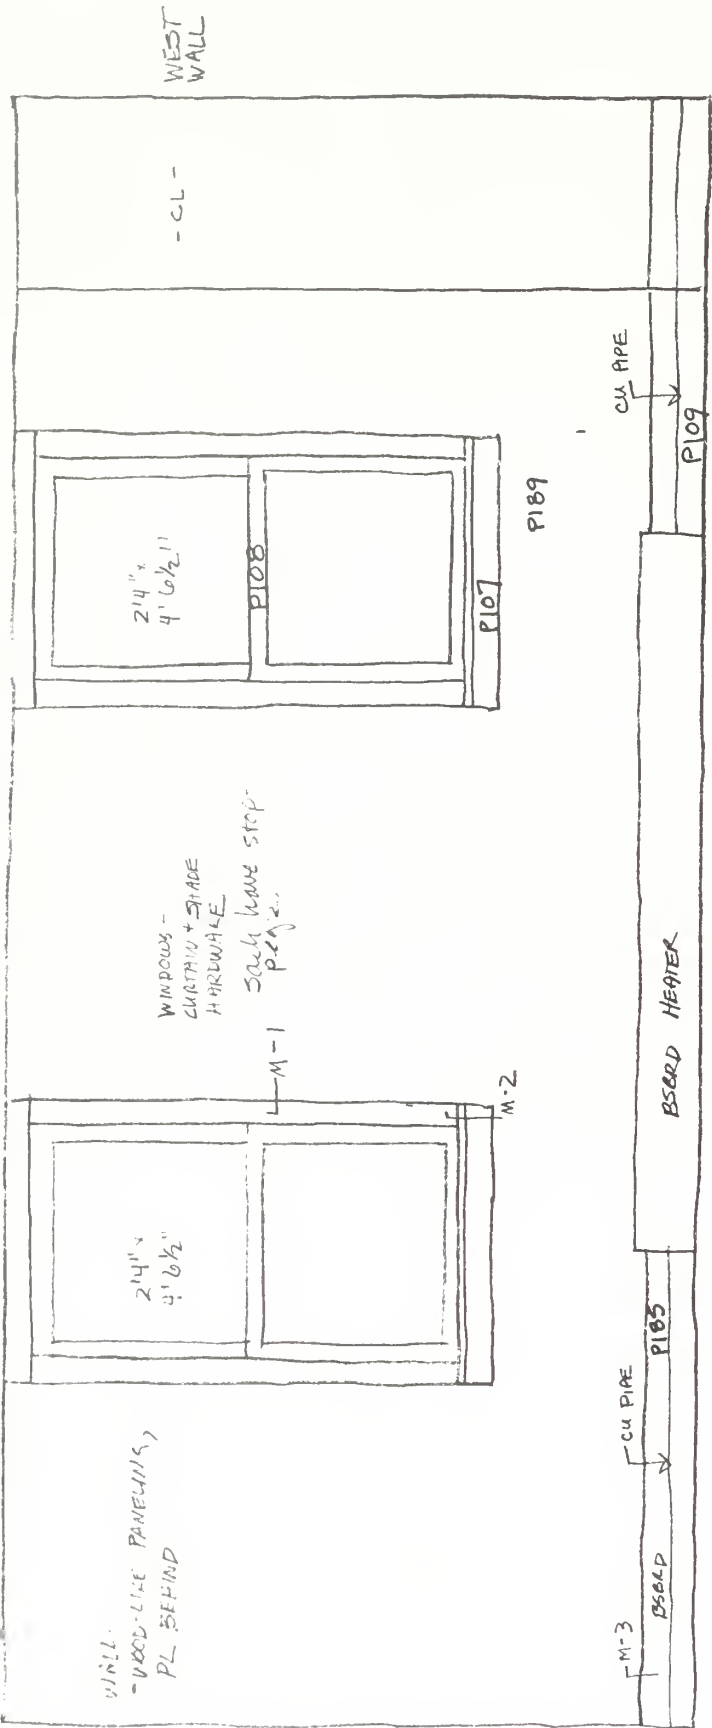 WALL.
-WOOD-LIKE PANELING,
PL BEHIND
2'4" x
4' 6½"
M-1
M-2
WINDOWS -
CURTAIN + SHADE
HARDWARE
Sash have stop
2'4" x
4' 6½"
P108
P107
P189
- CL -
WEST
WALL
M-3
BSBRD
CU PIPE
P185
BSBRD HEATER
CU PIPE
P109